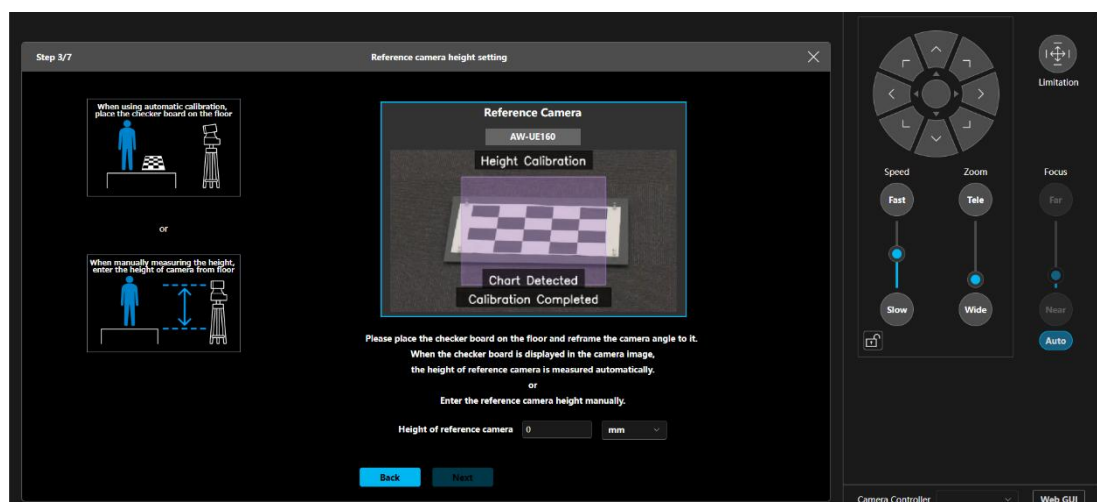 Step 3/7
Reference camera height setting
When using automatic calibration,
place the checker board on the floor
or
When manually measuring the height,
enter the height of camera from floor
Reference Camera
AW-UE160
Height Calibration
Chart Detected
Calibration Completed
Please place the checker board on the floor and reframe the camera angle to it.
When the checker board is displayed in the camera image,
the height of reference camera is measured automatically.
or
Enter the reference camera height manually.
Height of reference camera 0 mm
Back Next
Limitation
Speed Zoom Focus
Fast Tele Far
Slow Wide Near
Auto
Camera Controller Web GUI